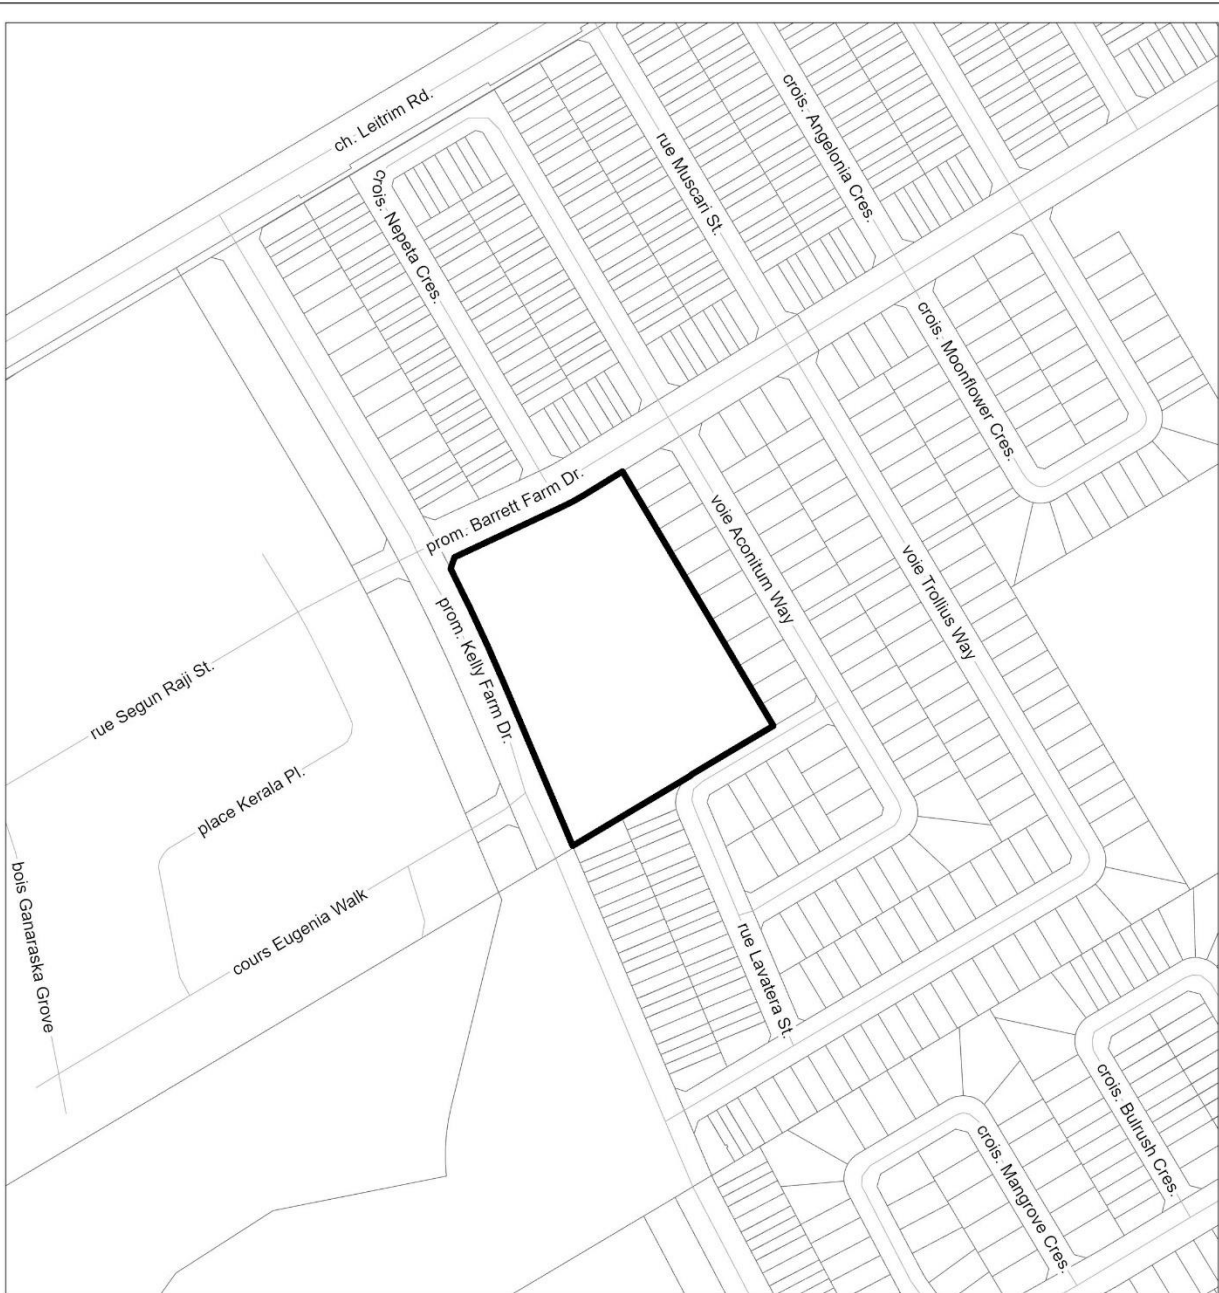 ch. Leitrim Rd.
crois. Angelonia Cres.
rue Muscari St.
crois. Nepeta Cres.
crois. Moonflower Cres.
prom. Barrett Farm Dr.
voie Aconitum Way
voie Trollius Way
prom. Kelly Farm Dr.
rue Segun Raji St.
place Kerala Pl.
bois Ganaraska Grove
cours Eugenia Walk
rue Lavatera St.
crois. Bulrush Cres.
crois. Mangrove Cres.